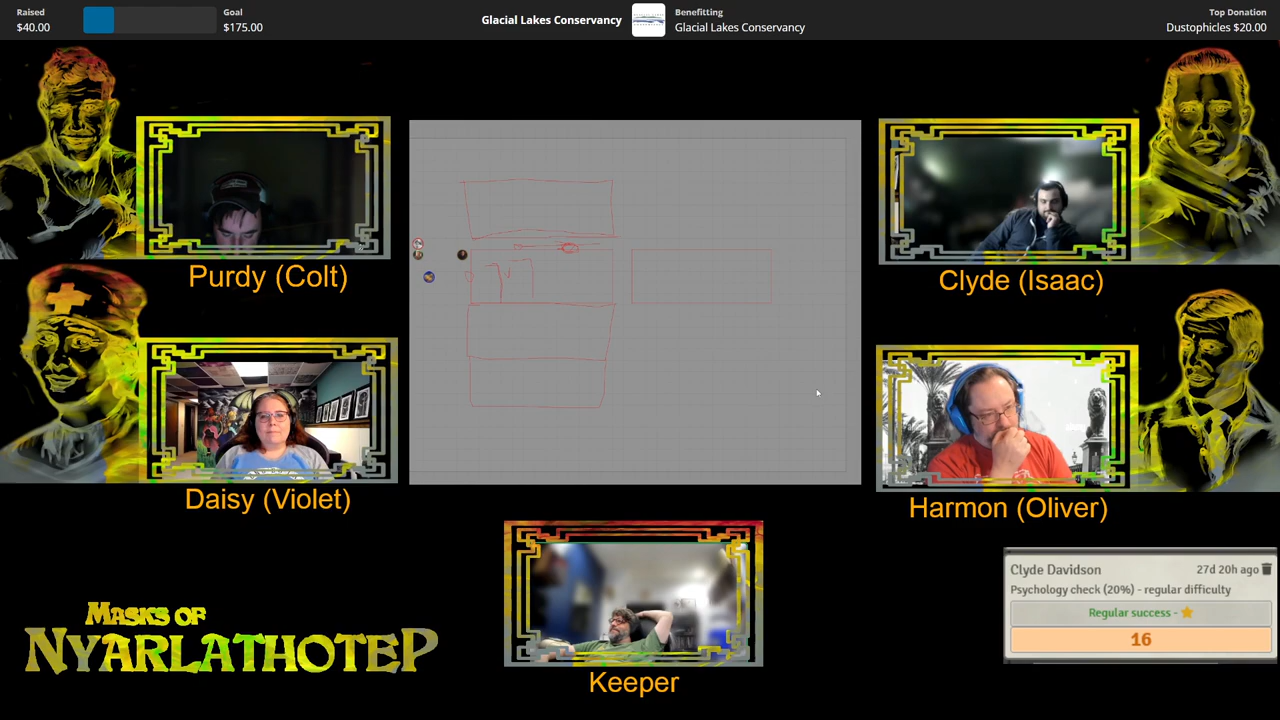 Raised
$40.00
Goal
$175.00
Glacial Lakes Conservancy
Benefitting
Glacial Lakes Conservancy
Top Donation
Dustophicles $20.00
Purdy (Colt)
Clyde (Isaac)
Daisy (Violet)
Harmon (Oliver)
Keeper
MASKS OF
NYARLATHOTEP
Clyde Davidson
27d 20h ago
Psychology check (20%) - regular difficulty
Regular success -
16